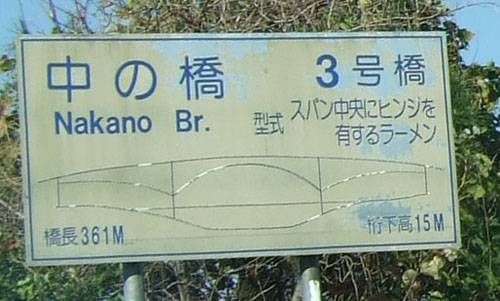 中の橋 3号橋
Nakano Br. 型式 スパン中央にヒンジを
有するラーメン
橋長361M 桁下高15M